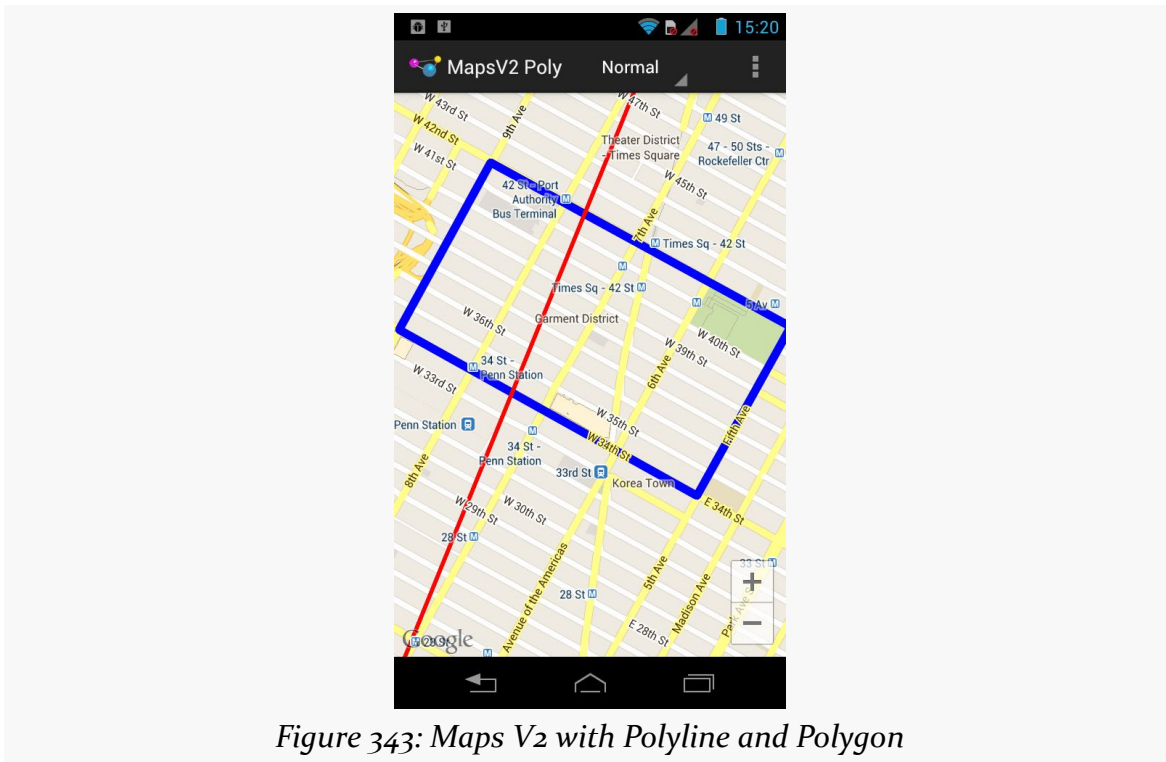 15:20
MapsV2 Poly
Normal
W 43rd St
9th Ave
W 47th St
49 St
W 42nd St
Theater District
- Times Square
47 - 50 Sts -
Rockefeller Ctr
W 41st St
W 45th St
42 St - Port
Authority
Bus Terminal
7th Ave
Times Sq - 42 St
Times Sq - 42 St
5 Av
W 36th St
Garment District
W 40th St
W 39th St
34 St -
Penn Station
W 33rd St
6th Ave
W 35th St
Penn Station
Fifth Ave
W 34th St
34 St -
Penn Station
8th Ave
33rd St
Korea Town
W 29th St
W 30th St
E 34th St
28 St
33 St
Avenue of the Americas
5th Ave
Madison Ave
28 St
E 28th St
Google
Figure 343: Maps V2 with Polyline and Polygon